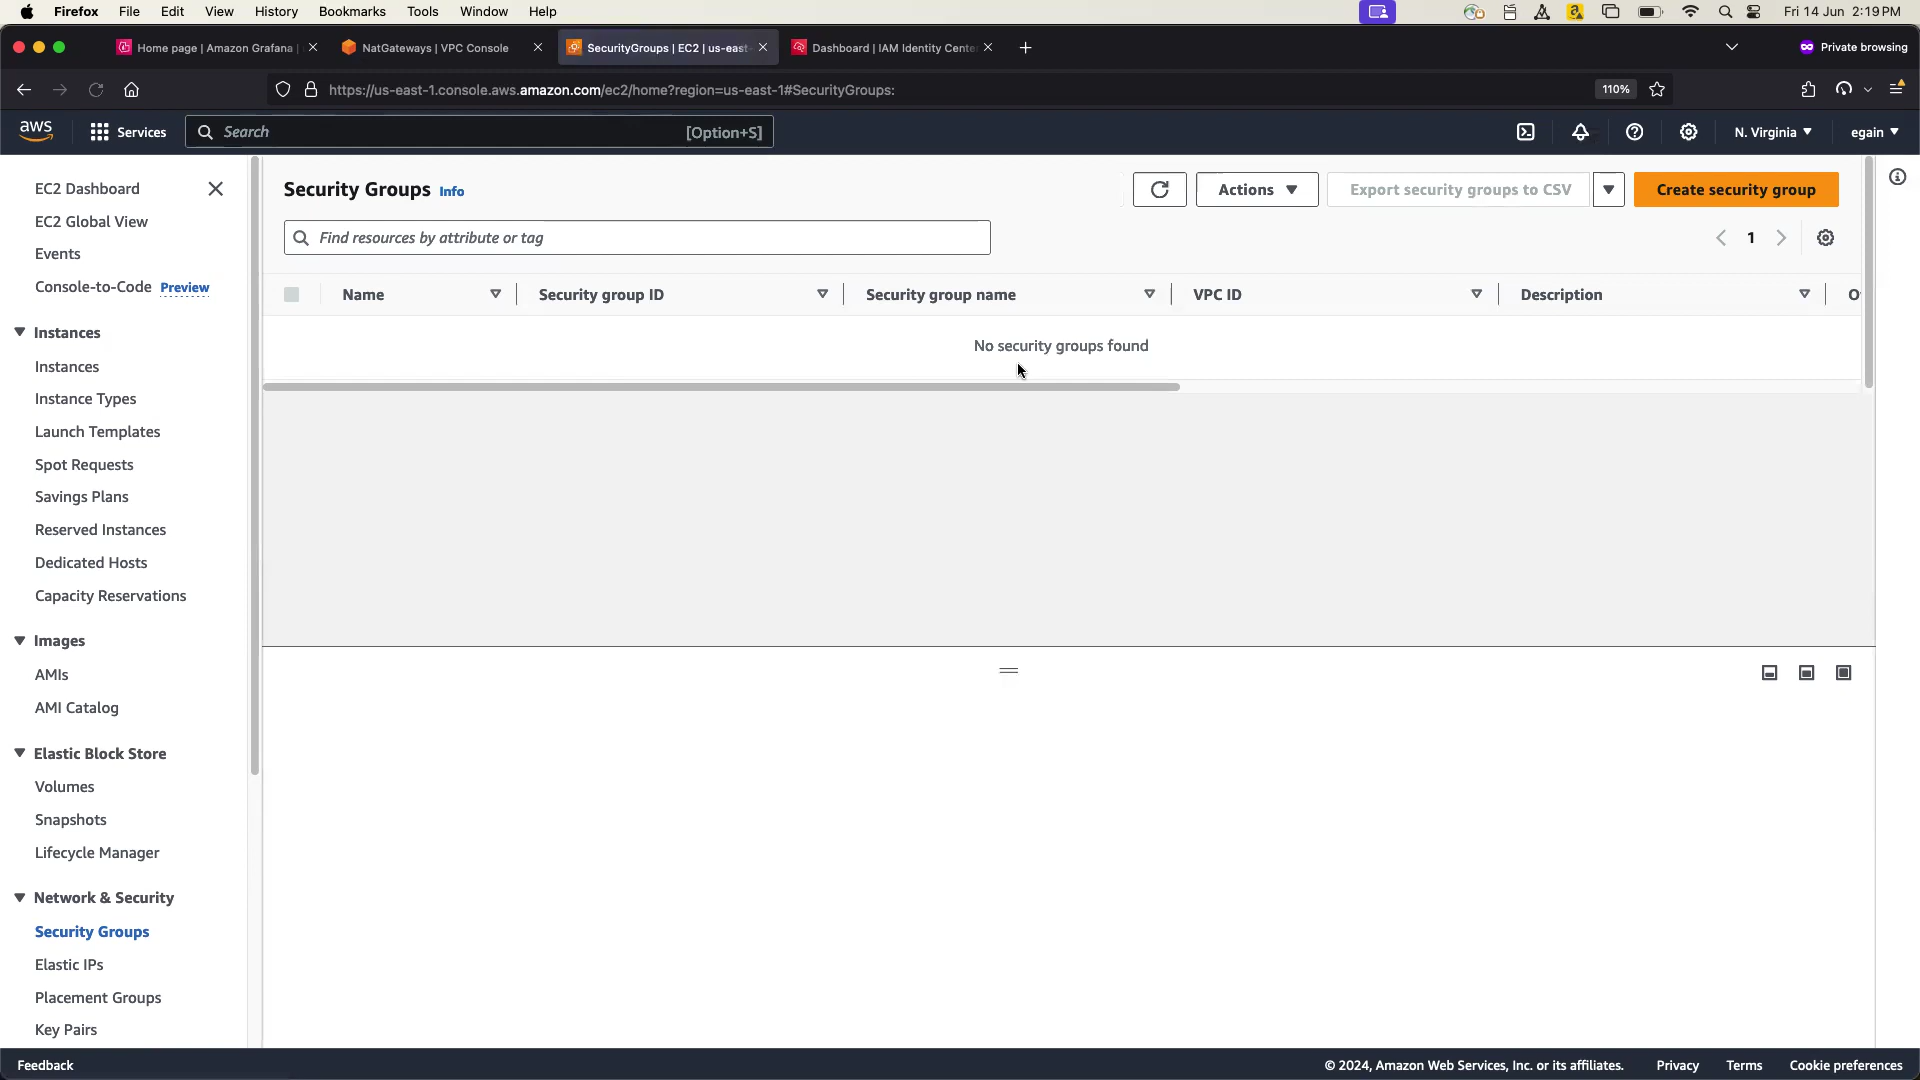 Firefox File Edit View History Bookmarks Tools Window Help
Fri 14 Jun 2:19 PM
Home page | Amazon Grafana |
NatGateways | VPC Console
SecurityGroups | EC2 | us-east-
Dashboard | IAM Identity Cente
Private browsing
https://us-east-1.console.aws.amazon.com/ec2/home?region=us-east-1#SecurityGroups:
110%
aws
Services
Search
[Option+S]
N. Virginia
egain
EC2 Dashboard
EC2 Global View
Events
Console-to-Code Preview
Instances
Instances
Instance Types
Launch Templates
Spot Requests
Savings Plans
Reserved Instances
Dedicated Hosts
Capacity Reservations
Images
AMIs
AMI Catalog
Elastic Block Store
Volumes
Snapshots
Lifecycle Manager
Network & Security
Security Groups
Elastic IPs
Placement Groups
Key Pairs
Security Groups Info
Actions
Export security groups to CSV
Create security group
Find resources by attribute or tag
1
Name Security group ID Security group name VPC ID Description
No security groups found
Feedback
© 2024, Amazon Web Services, Inc. or its affiliates.
Privacy
Terms
Cookie preferences